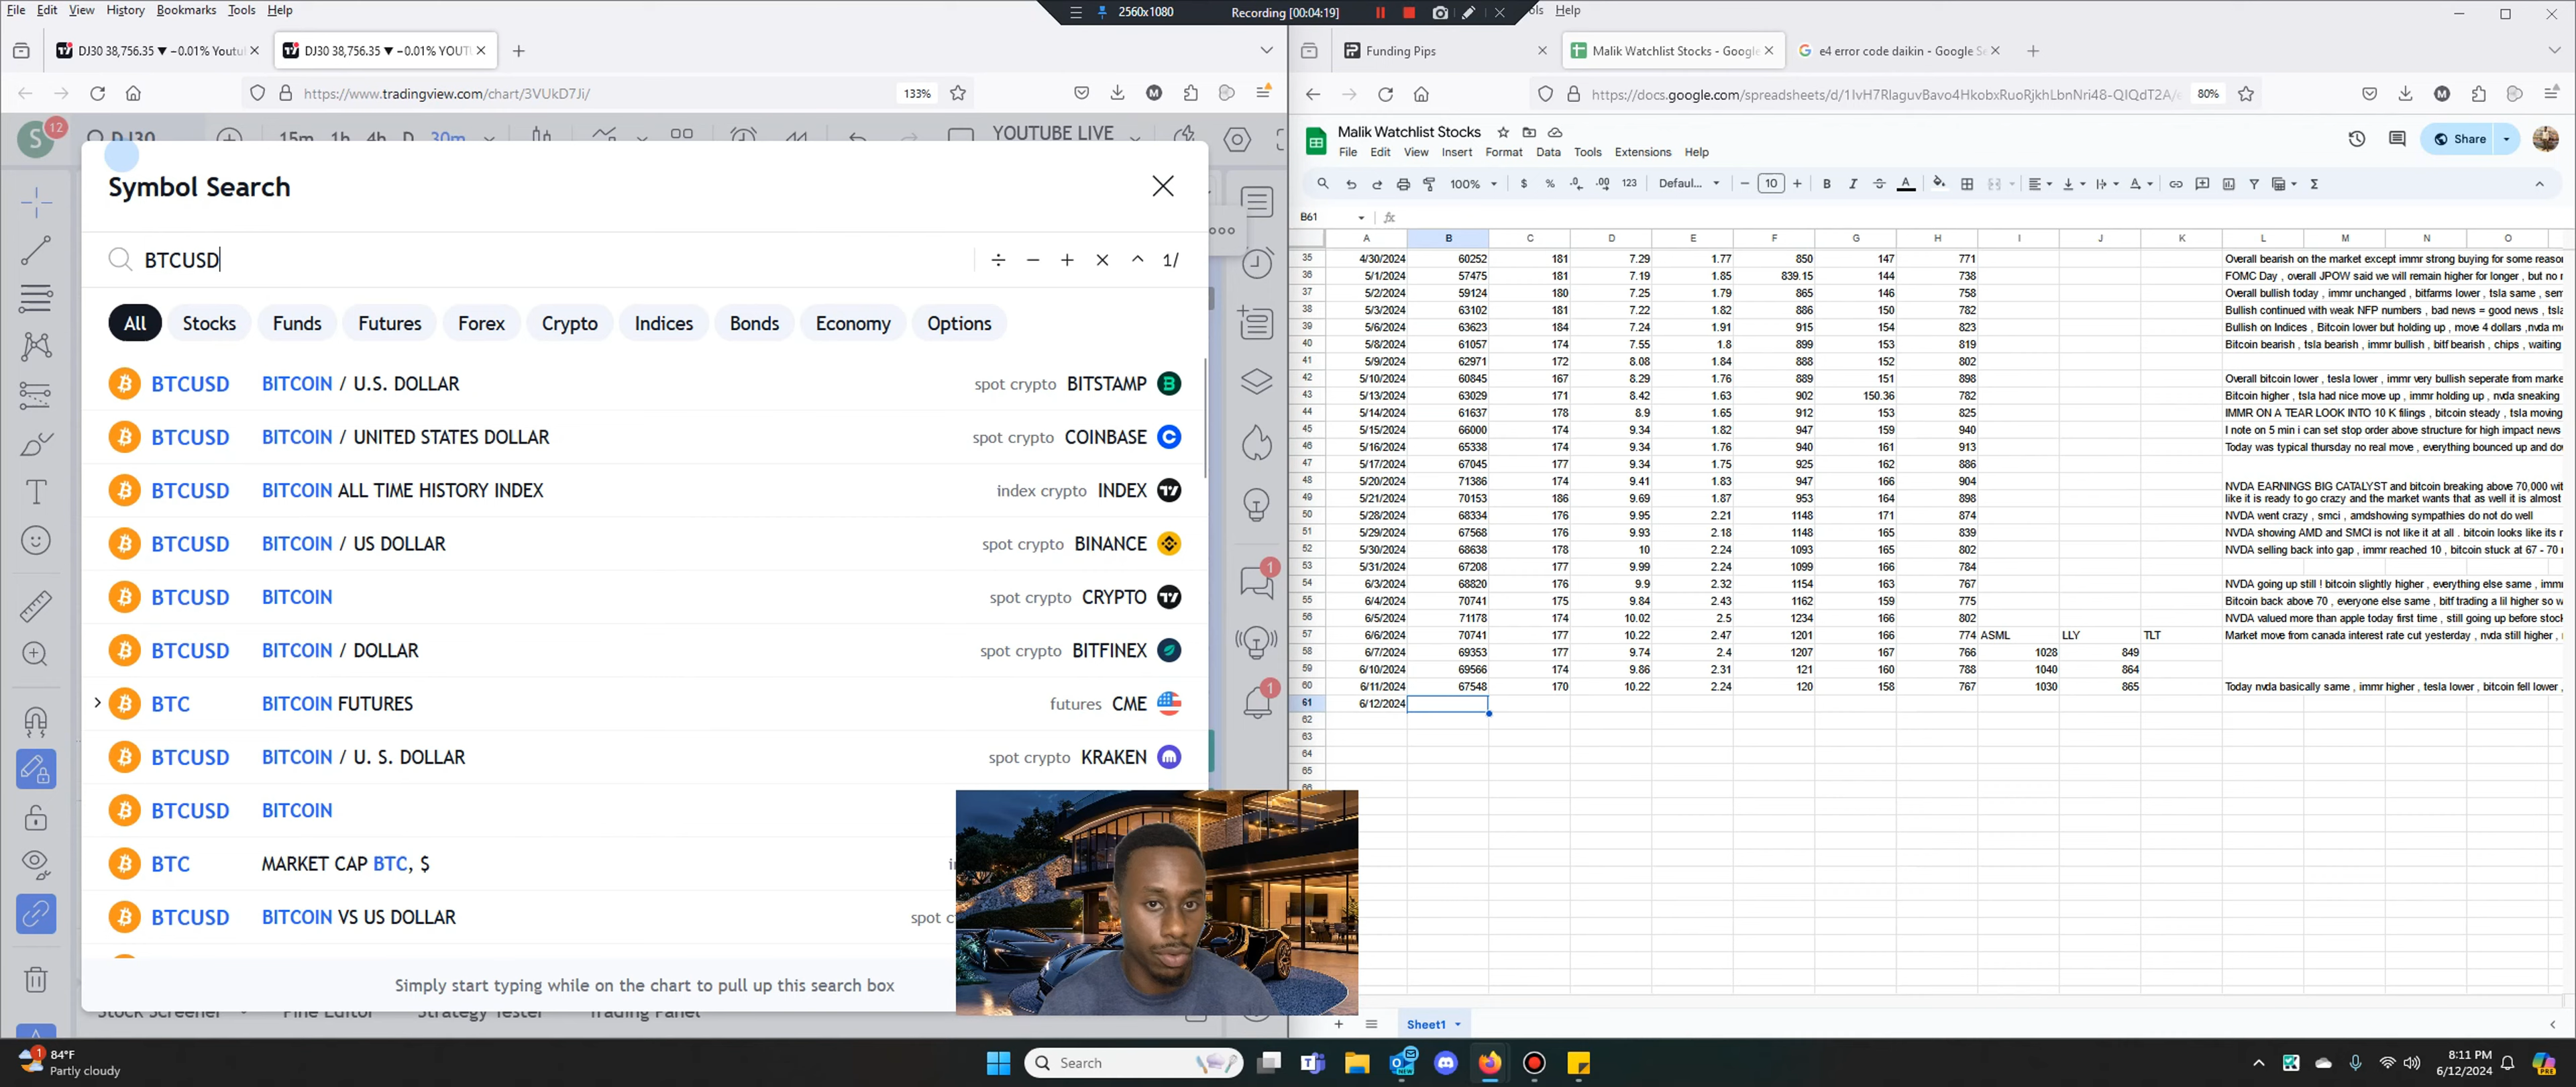 File Edit View History Bookmarks Tools Help
2560x1080 Recording [00:04:19]
ols Help
DJ30 38,756.35 ▼ −0.01% Youtu
DJ30 38,756.35 ▼ −0.01% YOUT
Funding Pips
Malik Watchlist Stocks - Google
e4 error code daikin - Google Se
https://www.tradingview.com/chart/3VUkD7Ji/
133%
80%
S 12
DJ30
15m 1h 4h D 30m
YOUTUBE LIVE
Symbol Search
BTCUSD
÷ − + × ^ 1/
All Stocks Funds Futures Forex Crypto Indices Bonds Economy Options
BTCUSD BITCOIN / U.S. DOLLAR spot crypto BITSTAMP
BTCUSD BITCOIN / UNITED STATES DOLLAR spot crypto COINBASE
BTCUSD BITCOIN ALL TIME HISTORY INDEX index crypto INDEX
BTCUSD BITCOIN / US DOLLAR spot crypto BINANCE
BTCUSD BITCOIN spot crypto CRYPTO
BTCUSD BITCOIN / DOLLAR spot crypto BITFINEX
BTC BITCOIN FUTURES futures CME
BTCUSD BITCOIN / U. S. DOLLAR spot crypto KRAKEN
BTCUSD BITCOIN
BTC MARKET CAP BTC, $
BTCUSD BITCOIN VS US DOLLAR spot c
Simply start typing while on the chart to pull up this search box
Malik Watchlist Stocks
File Edit View Insert Format Data Tools Extensions Help
Share
100% $ % .0 .00 123 Defaul... − 10 + B I A Σ
B61 fx
A B C D E F G H I J K L M N O
35 4/30/2024 60252 181 7.29 1.77 850 147 771 Overall bearish on the market except immr strong buying for some reaso
36 5/1/2024 57475 181 7.19 1.85 839.15 144 738 FOMC Day , overall JPOW said we will remain higher for longer , but no r
37 5/2/2024 59124 180 7.25 1.79 865 146 758 Overall bullish today , immr unchanged , bitfarms lower , tsla same , sem
38 5/3/2024 63102 181 7.22 1.82 886 150 782 Bullish continued with weak NFP numbers , bad news = good news , tsla
39 5/6/2024 63623 184 7.24 1.91 915 154 823 Bullish on Indices , Bitcoin lower but holding up , move 4 dollars ,nvda m
40 5/8/2024 61057 174 7.55 1.8 899 153 819 Bitcoin bearish , tsla bearish , immr bullish , bitf bearish , chips , waiting
41 5/9/2024 62971 172 8.08 1.84 888 152 802
42 5/10/2024 60845 167 8.29 1.76 889 151 898 Overall bitcoin lower , tesla lower , immr very bullish seperate from marke
43 5/13/2024 63029 171 8.42 1.63 902 150.36 782 Bitcoin higher , tsla had nice move up , immr holding up , nvda sneaking
44 5/14/2024 61637 178 8.9 1.65 912 153 825 IMMR ON A TEAR LOOK INTO 10 K filings , bitcoin steady , tsla moving
45 5/15/2024 66000 174 9.34 1.82 947 159 940 I note on 5 min i can set stop order above structure for high impact news
46 5/16/2024 65338 174 9.34 1.76 940 161 913 Today was typical thursday no real move , everything bounced up and do
47 5/17/2024 67045 177 9.34 1.75 925 162 886
48 5/20/2024 71386 174 9.41 1.83 947 166 904 NVDA EARNINGS BIG CATALYST and bitcoin breaking above 70,000 wit
49 5/21/2024 70153 186 9.69 1.87 953 164 898 like it is ready to go crazy and the market wants that as well it is almost
50 5/28/2024 68334 176 9.95 2.21 1148 171 874 NVDA went crazy , smci , amdshowing sympathies do not do well
51 5/29/2024 67568 176 9.93 2.18 1148 165 839 NVDA showing AMD and SMCI is not like it at all . bitcoin looks like its r
52 5/30/2024 68638 178 10 2.24 1093 165 802 NVDA selling back into gap , immr reached 10 , bitcoin stuck at 67 - 70 r
53 5/31/2024 67208 177 9.99 2.24 1099 166 784
54 6/3/2024 68820 176 9.9 2.32 1154 163 767 NVDA going up still ! bitcoin slightly higher , everything else same , imm
55 6/4/2024 70741 175 9.84 2.43 1162 159 775 Bitcoin back above 70 , everyone else same , bitf trading a lil higher so w
56 6/5/2024 71178 174 10.02 2.5 1234 166 802 NVDA valued more than apple today first time , still going up before stock
57 6/6/2024 70741 177 10.22 2.47 1201 166 774 ASML LLY TLT Market move from canada interest rate cut yesterday , nvda still higher ,
58 6/7/2024 69353 177 9.74 2.4 1207 167 766 1028 849
59 6/10/2024 69566 174 9.86 2.31 121 160 788 1040 864
60 6/11/2024 67548 170 10.22 2.24 120 158 767 1030 865 Today nvda basically same , immr higher , tesla lower , bitcoin fell lower ,
61 6/12/2024
62
63
64
65
Sheet1
84°F
Partly cloudy
Search
8:11 PM
6/12/2024